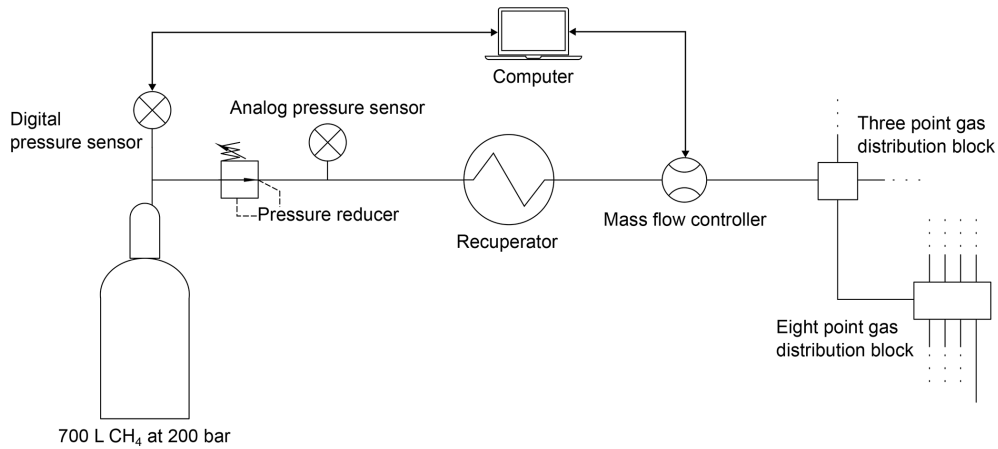 Computer
Analog pressure sensor
Digital
pressure sensor
Three point gas
distribution block
Pressure reducer
Mass flow controller
Recuperator
Eight point gas
distribution block
700 L CH₄ at 200 bar